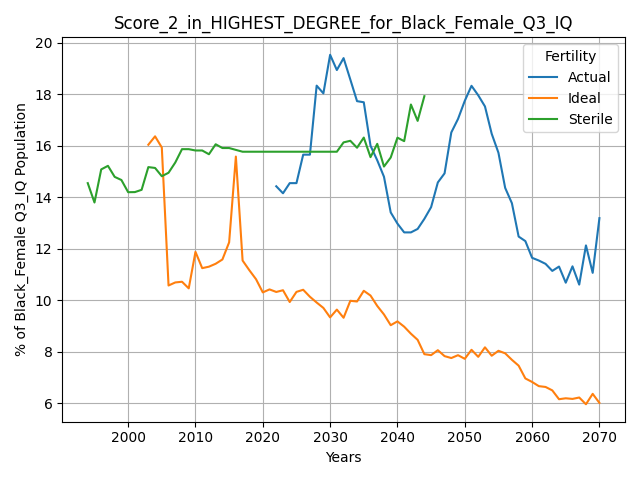 Score_2_in_HIGHEST_DEGREE_for_Black_Female_Q3_IQ
Fertility
Actual
Ideal
Sterile
% of Black_Female Q3_IQ Population
20
18
16
14
12
10
8
6
2000 2010 2020 2030 2040 2050 2060 2070
Years